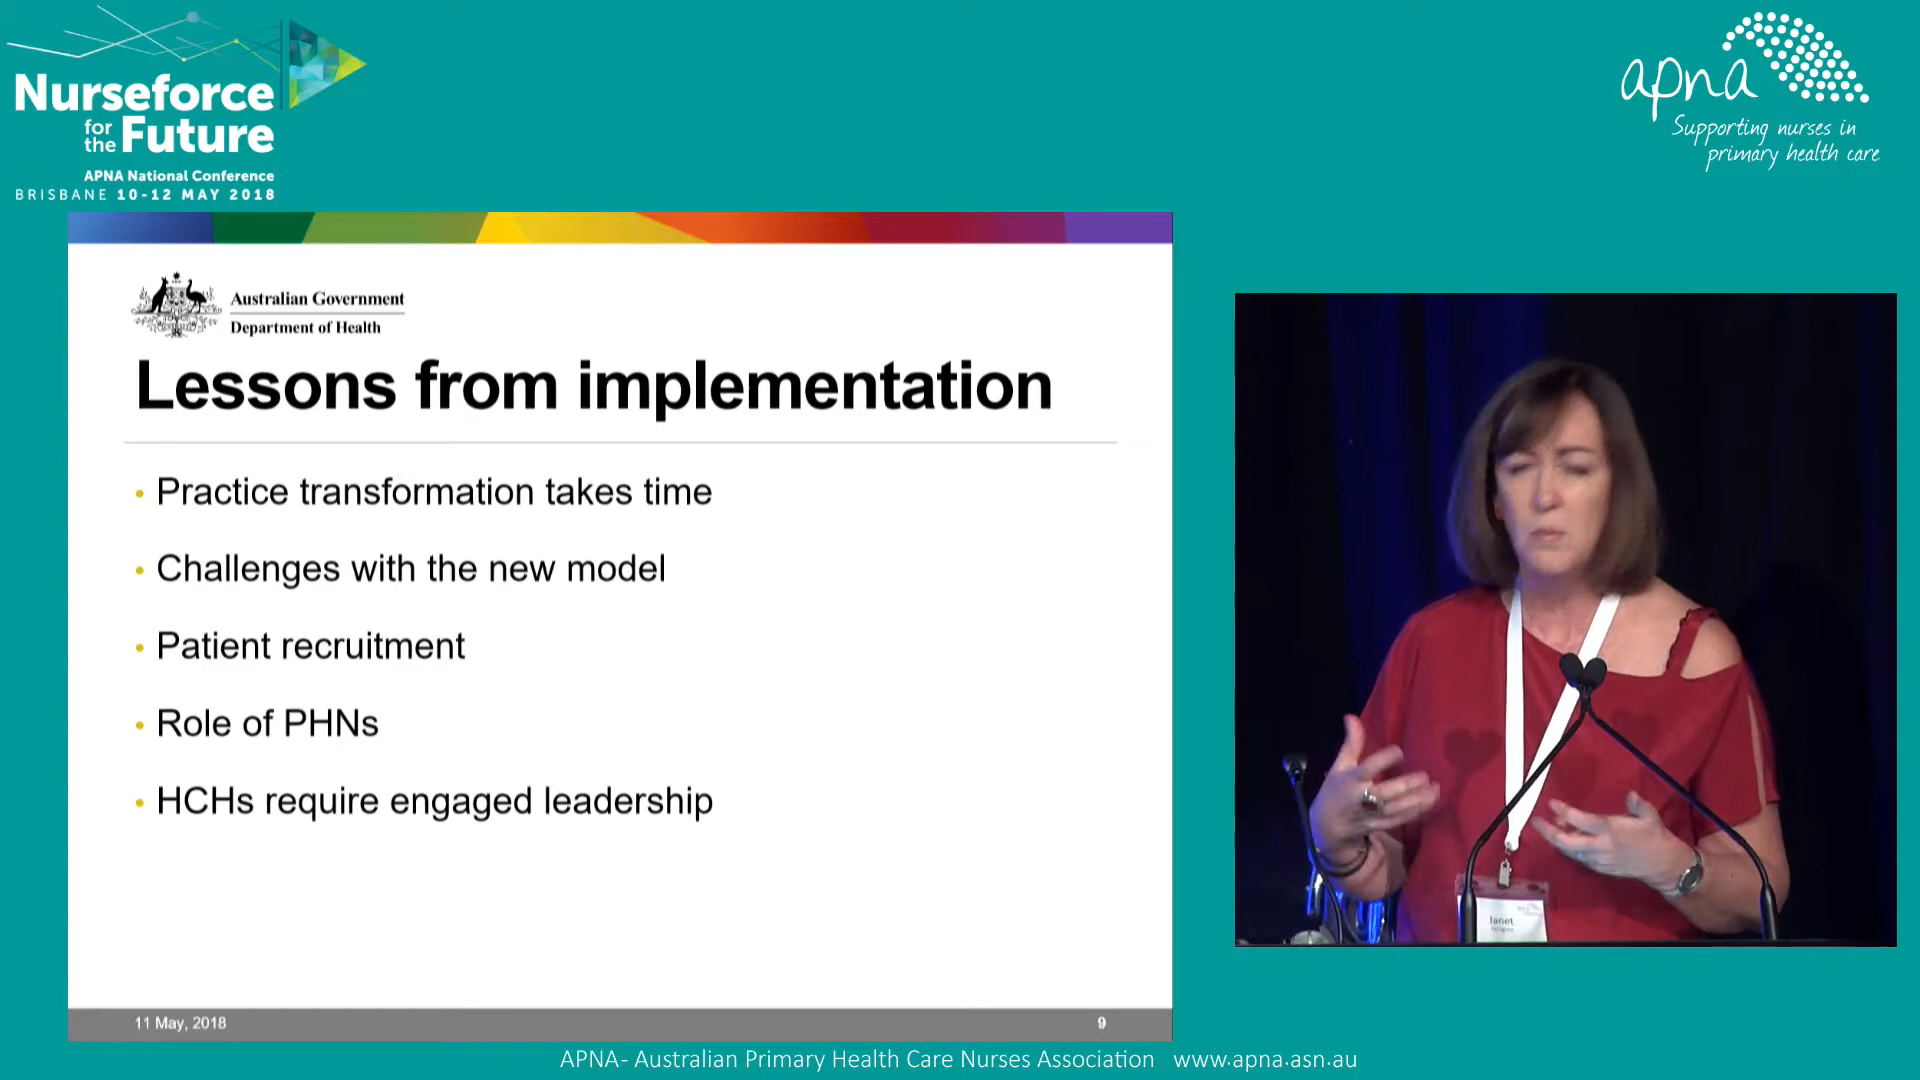 Nurseforce
for
the Future
APNA National Conference
BRISBANE 10-12 MAY 2018
apna
Supporting nurses in
primary health care
Australian Government
Department of Health
Lessons from implementation
• Practice transformation takes time
• Challenges with the new model
• Patient recruitment
• Role of PHNs
• HCHs require engaged leadership
11 May, 2018
9
Janet
APNA- Australian Primary Health Care Nurses Association www.apna.asn.au